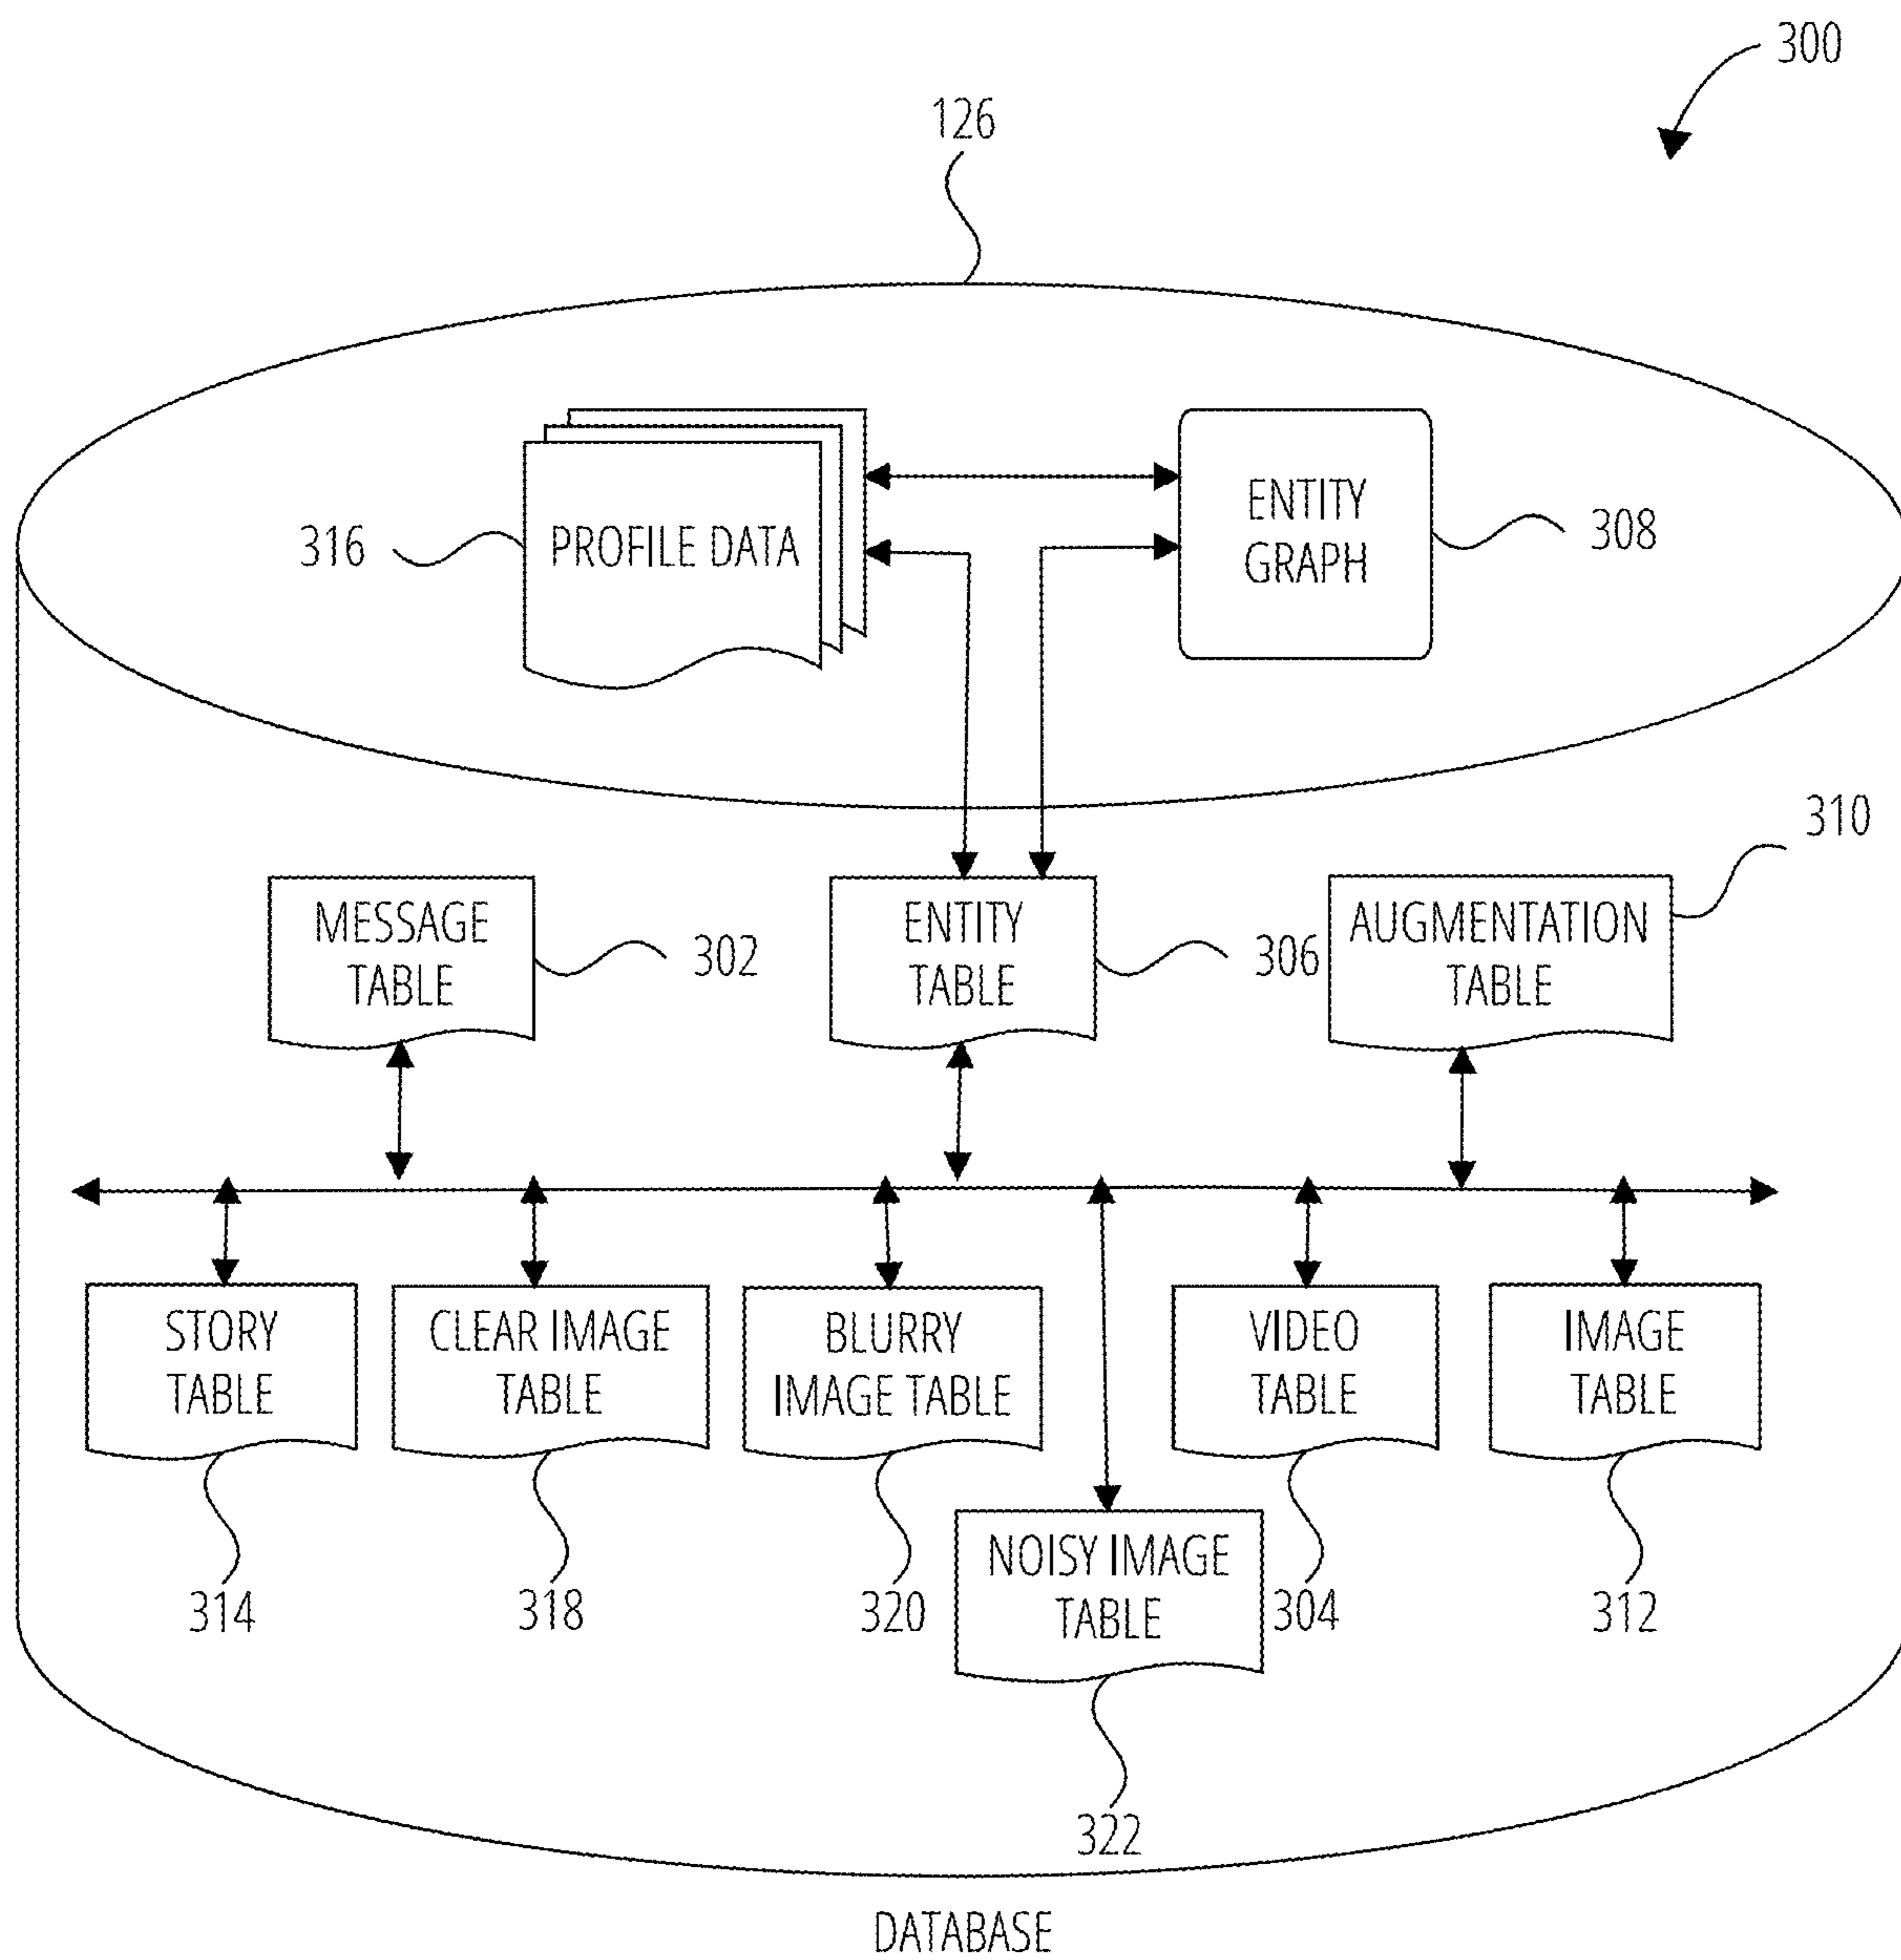 300
126
316
PROFILE DATA
ENTITY
GRAPH
308
310
MESSAGE
TABLE
302
ENTITY
TABLE
306
AUGMENTATION
TABLE
STORY
TABLE
CLEAR IMAGE
TABLE
BLURRY
IMAGE TABLE
VIDEO
TABLE
IMAGE
TABLE
NOISY IMAGE
TABLE
314
318
320
304
312
322
DATABASE